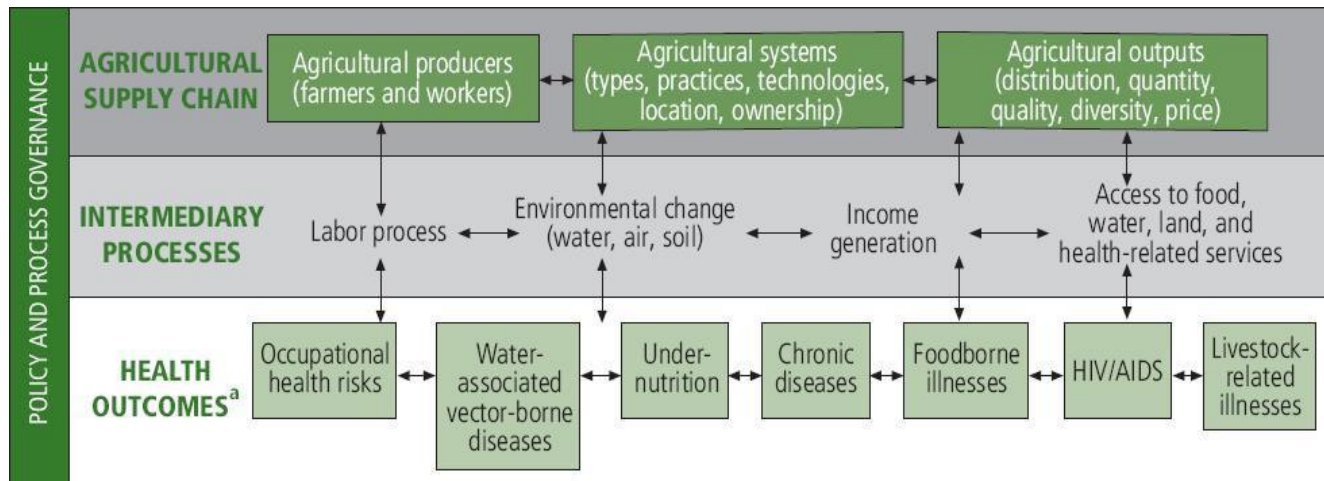 POLICY AND PROCESS GOVERNANCE
AGRICULTURAL
SUPPLY CHAIN
Agricultural producers
(farmers and workers)
Agricultural systems
(types, practices, technologies,
location, ownership)
Agricultural outputs
(distribution, quantity,
quality, diversity, price)
INTERMEDIARY
PROCESSES
Labor process
Environmental change
(water, air, soil)
Income
generation
Access to food,
water, land, and
health-related services
HEALTH
OUTCOMESa
Occupational
health risks
Water-
associated
vector-borne
diseases
Under-
nutrition
Chronic
diseases
Foodborne
illnesses
HIV/AIDS
Livestock-
related
illnesses